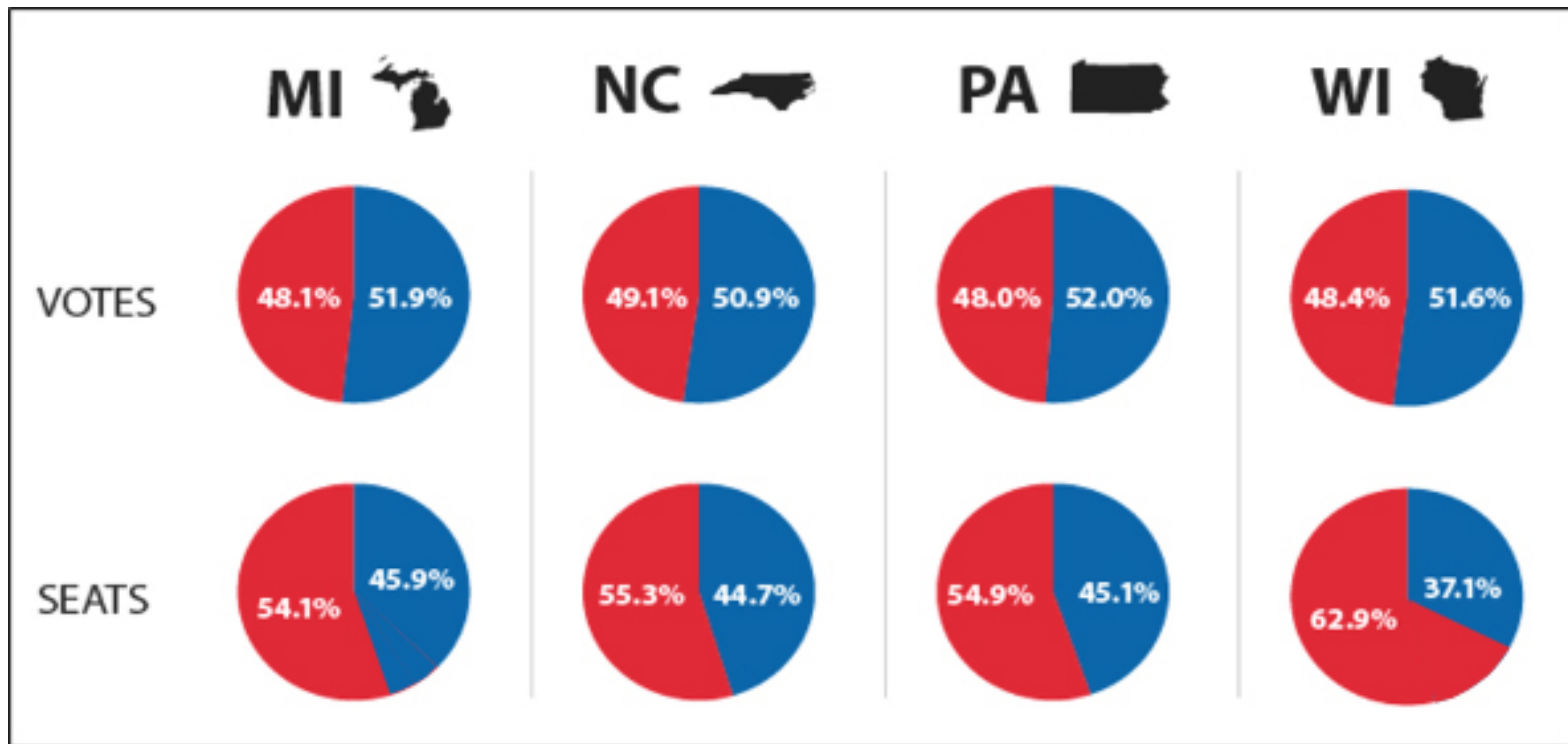 MI NC PA WI
VOTES 48.1% 51.9% 49.1% 50.9% 48.0% 52.0% 48.4% 51.6%
SEATS 54.1% 45.9% 55.3% 44.7% 54.9% 45.1% 62.9% 37.1%